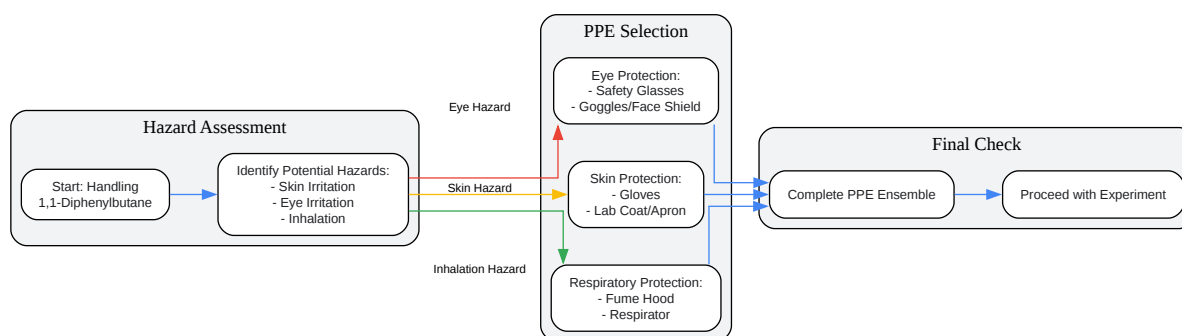 Hazard Assessment
Start: Handling
1,1-Diphenylbutane
Identify Potential Hazards:
- Skin Irritation
- Eye Irritation
- Inhalation
Eye Hazard
Skin Hazard
Inhalation Hazard
PPE Selection
Eye Protection:
- Safety Glasses
- Goggles/Face Shield
Skin Protection:
- Gloves
- Lab Coat/Apron
Respiratory Protection:
- Fume Hood
- Respirator
Final Check
Complete PPE Ensemble
Proceed with Experiment